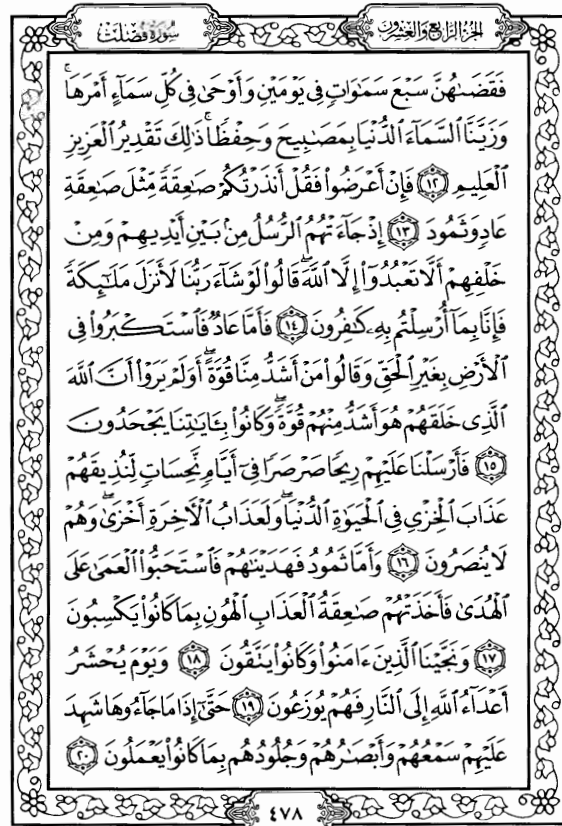 الجزء الرابع والعشرون
سورة فصلت
فَقَضَىٰهُنَّ سَبْعَ سَمَٰوَاتٍ فِى يَوْمَيْنِ وَأَوْحَىٰ فِى كُلِّ سَمَآءٍ أَمْرَهَا ۚ
وَزَيَّنَّا ٱلسَّمَآءَ ٱلدُّنْيَا بِمَصَٰبِيحَ وَحِفْظًا ۚ ذَٰلِكَ تَقْدِيرُ ٱلْعَزِيزِ
ٱلْعَلِيمِ ١٢ فَإِنْ أَعْرَضُوا۟ فَقُلْ أَنذَرْتُكُمْ صَٰعِقَةً مِّثْلَ صَٰعِقَةِ
عَادٍ وَثَمُودَ ١٣ إِذْ جَآءَتْهُمُ ٱلرُّسُلُ مِنۢ بَيْنِ أَيْدِيهِمْ وَمِنْ
خَلْفِهِمْ أَلَّا تَعْبُدُوٓا۟ إِلَّا ٱللَّهَ ۖ قَالُوا۟ لَوْ شَآءَ رَبُّنَا لَأَنزَلَ مَلَٰٓئِكَةً
فَإِنَّا بِمَآ أُرْسِلْتُم بِهِۦ كَٰفِرُونَ ١٤ فَأَمَّا عَادٌ فَٱسْتَكْبَرُوا۟ فِى
ٱلْأَرْضِ بِغَيْرِ ٱلْحَقِّ وَقَالُوا۟ مَنْ أَشَدُّ مِنَّا قُوَّةً ۖ أَوَلَمْ يَرَوْا۟ أَنَّ ٱللَّهَ
ٱلَّذِى خَلَقَهُمْ هُوَ أَشَدُّ مِنْهُمْ قُوَّةً ۖ وَكَانُوا۟ بِـَٔايَٰتِنَا يَجْحَدُونَ
١٥ فَأَرْسَلْنَا عَلَيْهِمْ رِيحًا صَرْصَرًا فِىٓ أَيَّامٍ نَّحِسَاتٍ لِّنُذِيقَهُمْ
عَذَابَ ٱلْخِزْىِ فِى ٱلْحَيَوٰةِ ٱلدُّنْيَا ۖ وَلَعَذَابُ ٱلْءَاخِرَةِ أَخْزَىٰ ۖ وَهُمْ
لَا يُنصَرُونَ ١٦ وَأَمَّا ثَمُودُ فَهَدَيْنَٰهُمْ فَٱسْتَحَبُّوا۟ ٱلْعَمَىٰ عَلَى
ٱلْهُدَىٰ فَأَخَذَتْهُمْ صَٰعِقَةُ ٱلْعَذَابِ ٱلْهُونِ بِمَا كَانُوا۟ يَكْسِبُونَ
١٧ وَنَجَّيْنَا ٱلَّذِينَ ءَامَنُوا۟ وَكَانُوا۟ يَتَّقُونَ ١٨ وَيَوْمَ يُحْشَرُ
أَعْدَآءُ ٱللَّهِ إِلَى ٱلنَّارِ فَهُمْ يُوزَعُونَ ١٩ حَتَّىٰٓ إِذَا مَا جَآءُوهَا شَهِدَ
عَلَيْهِمْ سَمْعُهُمْ وَأَبْصَٰرُهُمْ وَجُلُودُهُم بِمَا كَانُوا۟ يَعْمَلُونَ ٢٠
٤٧٨